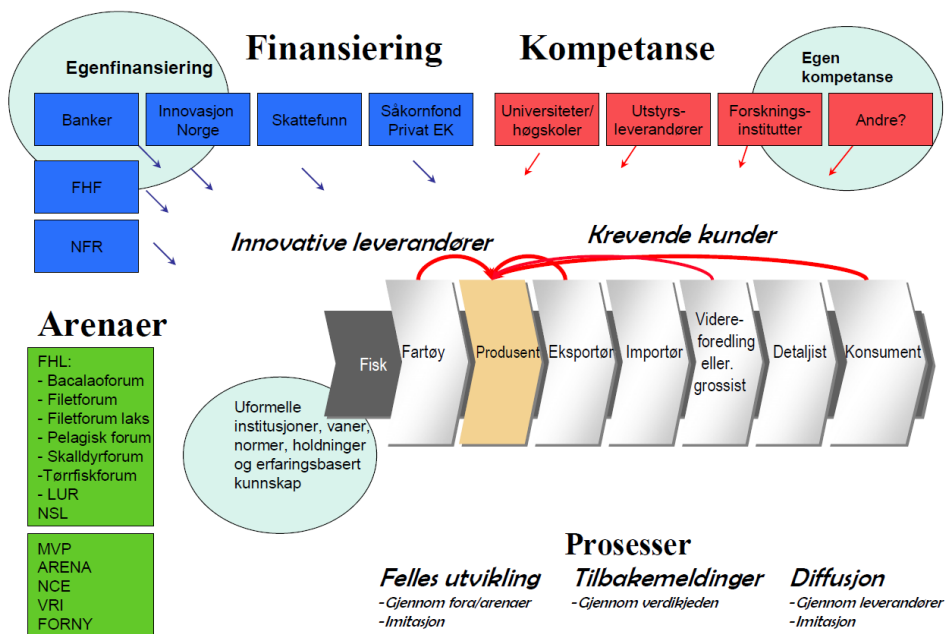 Finansiering
Kompetanse
Egenfinansiering
Egen
kompetanse
Banker
Innovasjon
Norge
Skattefunn
Såkornfond
Privat EK
Universiteter/
høgskoler
Utstyrs-
leverandører
Forsknings-
institutter
Andre?
FHF
NFR
Innovative leverandører
Krevende kunder
Fisk
Fartøy
Produsent
Eksportør
Importør
Videre-
foredling
eller.
grossist
Detaljist
Konsument
Arenaer
FHL:
- Bacalaoforum
- Filetforum
- Filetforum laks
- Pelagisk forum
- Skalldyrforum
-Tørrfiskforum
- LUR
NSL
MVP
ARENA
NCE
VRI
FORNY
Uformelle
institusjoner, vaner,
normer, holdninger
og erfaringsbasert
kunnskap
Prosesser
Felles utvikling
-Gjennom fora/arenaer
-Imitasjon
Tilbakemeldinger
-Gjennom verdikjeden
Diffusjon
-Gjennom leverandører
-Imitasjon